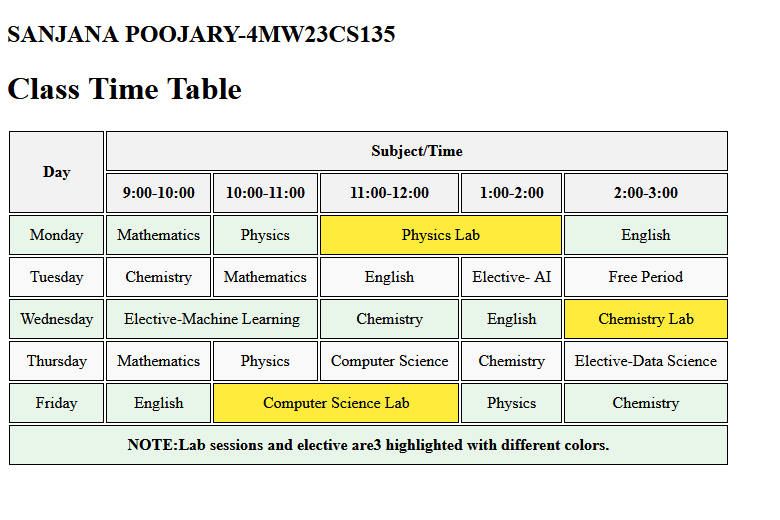 SANJANA POOJARY-4MW23CS135
Class Time Table
Day Subject/Time
9:00-10:00 10:00-11:00 11:00-12:00 1:00-2:00 2:00-3:00
Monday Mathematics Physics Physics Lab English
Tuesday Chemistry Mathematics English Elective- AI Free Period
Wednesday Elective-Machine Learning Chemistry English Chemistry Lab
Thursday Mathematics Physics Computer Science Chemistry Elective-Data Science
Friday English Computer Science Lab Physics Chemistry
NOTE:Lab sessions and elective are3 highlighted with different colors.